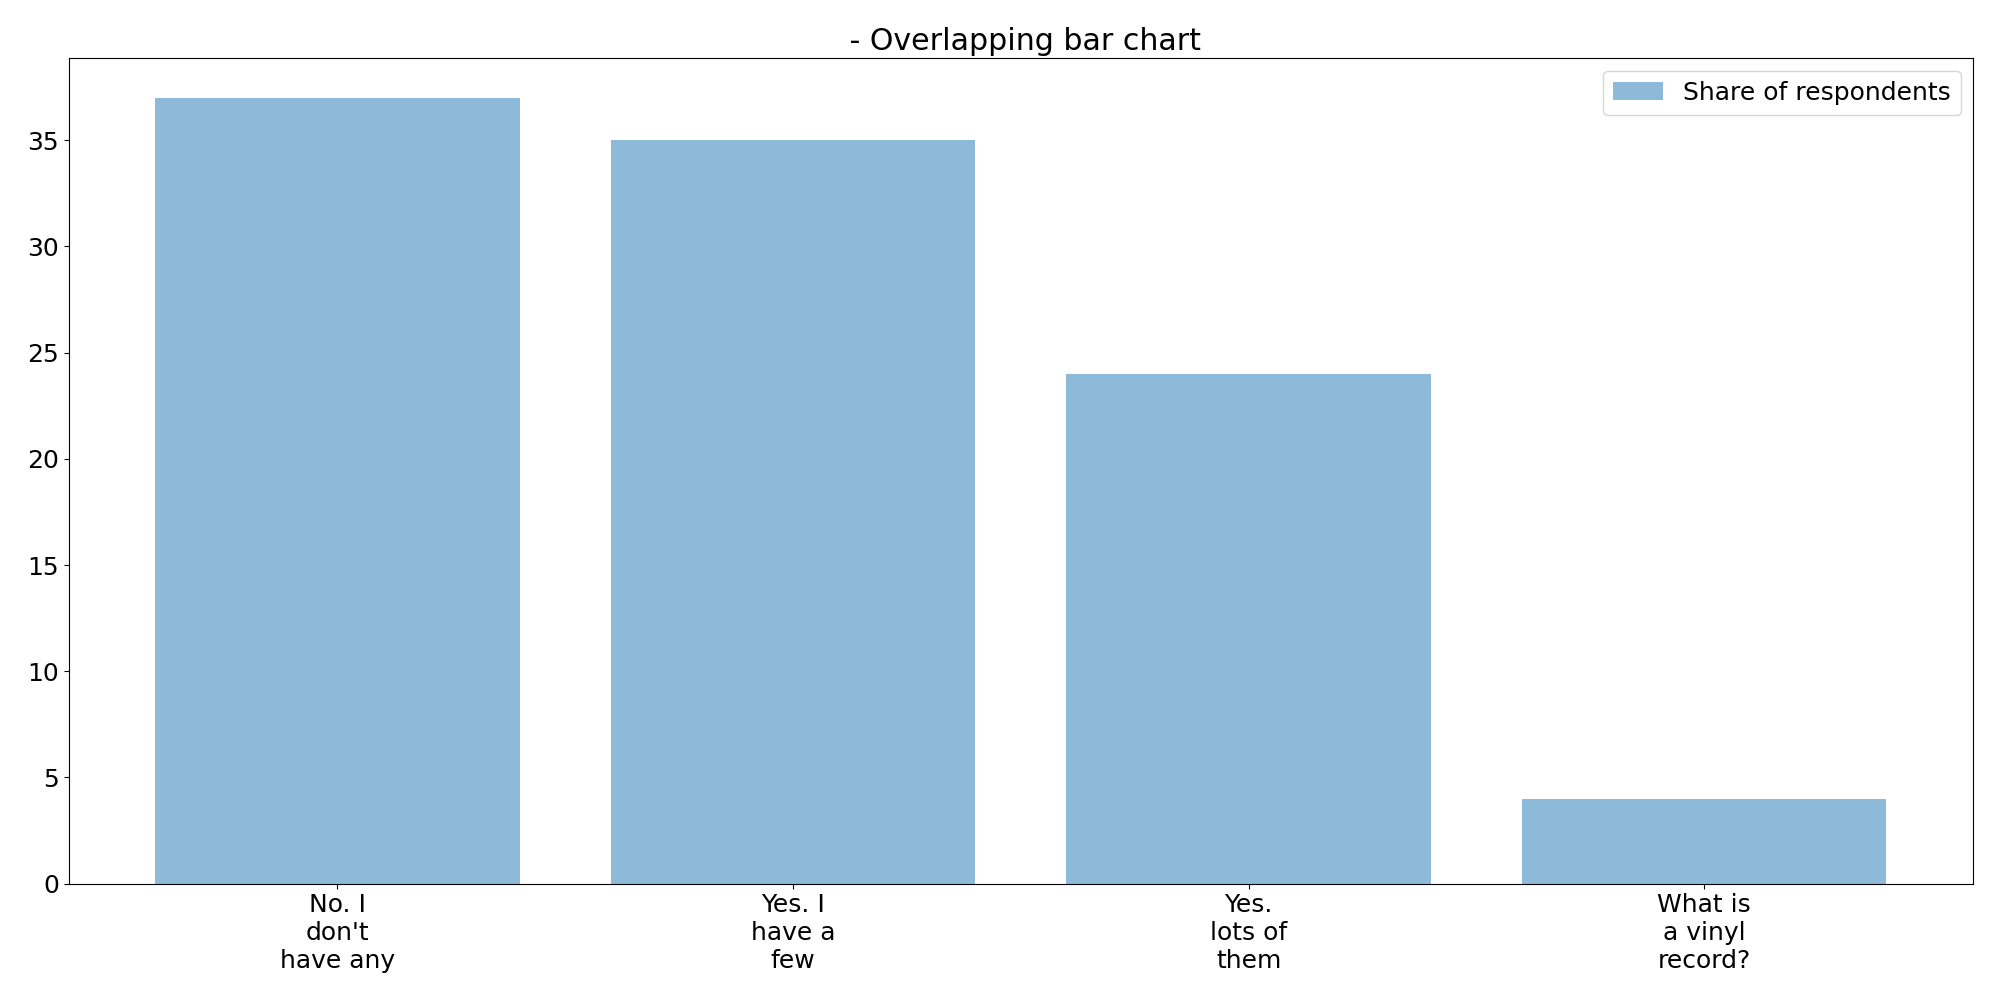 - Overlapping bar chart
Share of respondents
35
30
25
20
15
10
5
0
No. I
don't
have any
Yes. I
have a
few
Yes.
lots of
them
What is
a vinyl
record?